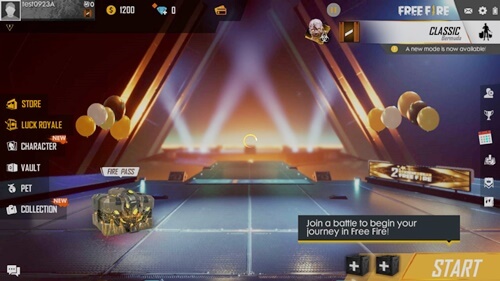 test0923A
0
1200
0
FREE FIRE
CLASSIC
Bermuda
A new mode is now available!
STORE
LUCK ROYALE
NEW
CHARACTER
VAULT
FIRE PASS
PET
NEW
COLLECTION
Join a battle to begin your
journey in Free Fire!
START